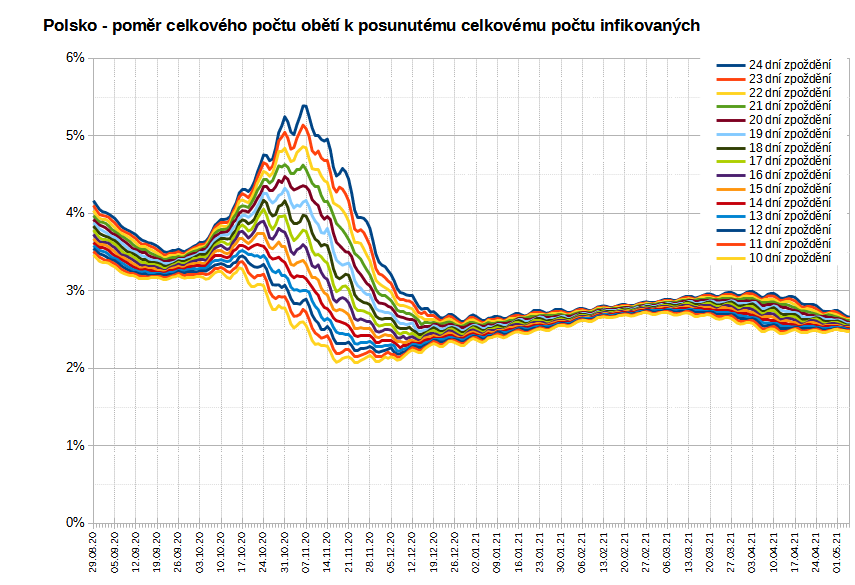 Polsko - poměr celkového počtu obětí k posunutému celkovému počtu infikovaných
6%
5%
4%
3%
2%
1%
0%
24 dní zpoždění
23 dní zpoždění
22 dní zpoždění
21 dní zpoždění
20 dní zpoždění
19 dní zpoždění
18 dní zpoždění
17 dní zpoždění
16 dní zpoždění
15 dní zpoždění
14 dní zpoždění
13 dní zpoždění
12 dní zpoždění
11 dní zpoždění
10 dní zpoždění
29.08.20
05.09.20
12.09.20
19.09.20
26.09.20
03.10.20
10.10.20
17.10.20
24.10.20
31.10.20
07.11.20
14.11.20
21.11.20
28.11.20
05.12.20
12.12.20
19.12.20
26.12.20
02.01.21
09.01.21
16.01.21
23.01.21
30.01.21
06.02.21
13.02.21
20.02.21
27.02.21
06.03.21
13.03.21
20.03.21
27.03.21
03.04.21
10.04.21
17.04.21
24.04.21
01.05.21